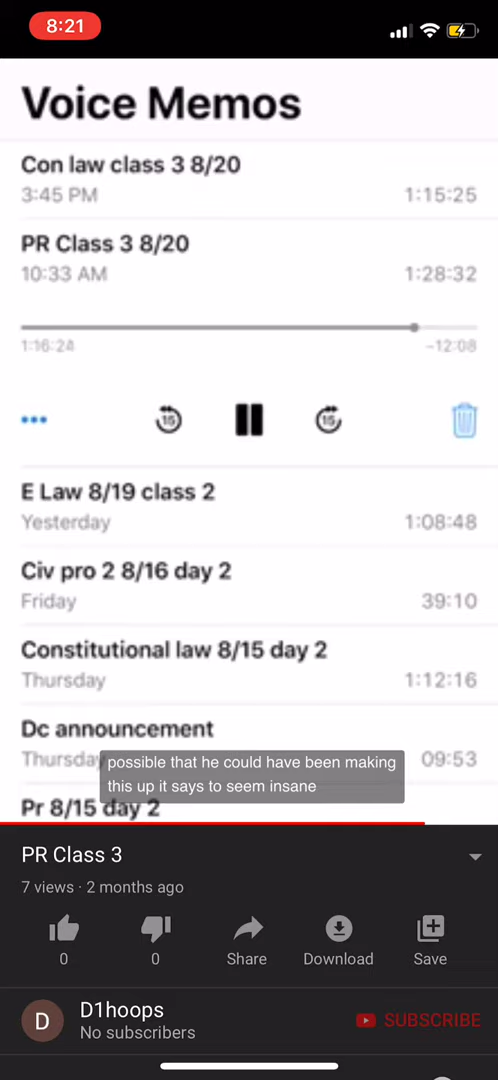 8:21
Voice Memos
Con law class 3 8/20
3:45 PM 1:15:25
PR Class 3 8/20
10:33 AM 1:28:32
1:16:24 -12:08
15 15
E Law 8/19 class 2
Yesterday 1:08:48
Civ pro 2 8/16 day 2
Friday 39:10
Constitutional law 8/15 day 2
Thursday 1:12:16
Dc announcement
Thursday 09:53
possible that he could have been making
this up it says to seem insane
Pr 8/15 day 2
PR Class 3
7 views · 2 months ago
0 0 Share Download Save
D D1hoops
No subscribers
SUBSCRIBE